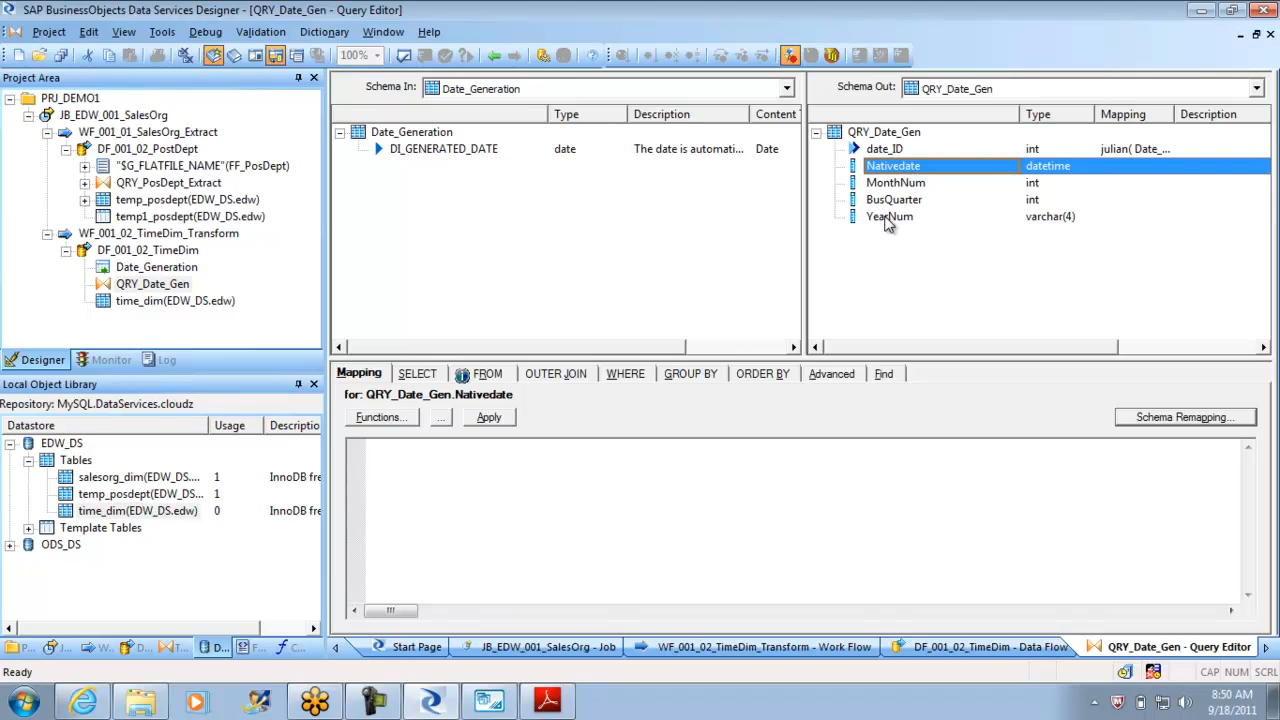 SAP BusinessObjects Data Services Designer - [QRY_Date_Gen - Query Editor]
Project Edit View Tools Debug Validation Dictionary Window Help
100%
Project Area
PRJ_DEMO1
JB_EDW_001_SalesOrg
WF_001_01_SalesOrg_Extract
DF_001_02_PostDept
"$G_FLATFILE_NAME"(FF_PosDept)
QRY_PosDept_Extract
temp_posdept(EDW_DS.edw)
temp1_posdept(EDW_DS.edw)
WF_001_02_TimeDim_Transform
DF_001_02_TimeDim
Date_Generation
QRY_Date_Gen
time_dim(EDW_DS.edw)
Designer Monitor Log
Local Object Library
Repository: MySQL.DataServices.cloudz
Datastore Usage Descriptio
EDW_DS
Tables
salesorg_dim(EDW_DS.... 1 InnoDB fre
temp_posdept(EDW_DS... 1 InnoDB fre
time_dim(EDW_DS.edw) 0 InnoDB fre
Template Tables
ODS_DS
P... J... W... D... T... D... F... C...
Schema In: Date_Generation
Type Description Content
Date_Generation
DI_GENERATED_DATE date The date is automati... Date
Schema Out: QRY_Date_Gen
Type Mapping Description
QRY_Date_Gen
date_ID int julian( Date_...
Nativedate datetime
MonthNum int
BusQuarter int
YearNum varchar(4)
Mapping SELECT FROM OUTER JOIN WHERE GROUP BY ORDER BY Advanced Find
for: QRY_Date_Gen.Nativedate
Functions... ... Apply Schema Remapping...
Start Page JB_EDW_001_SalesOrg - Job WF_001_02_TimeDim_Transform - Work Flow DF_001_02_TimeDim - Data Flow QRY_Date_Gen - Query Editor
Ready CAP NUM SCRL
8:50 AM
9/18/2011